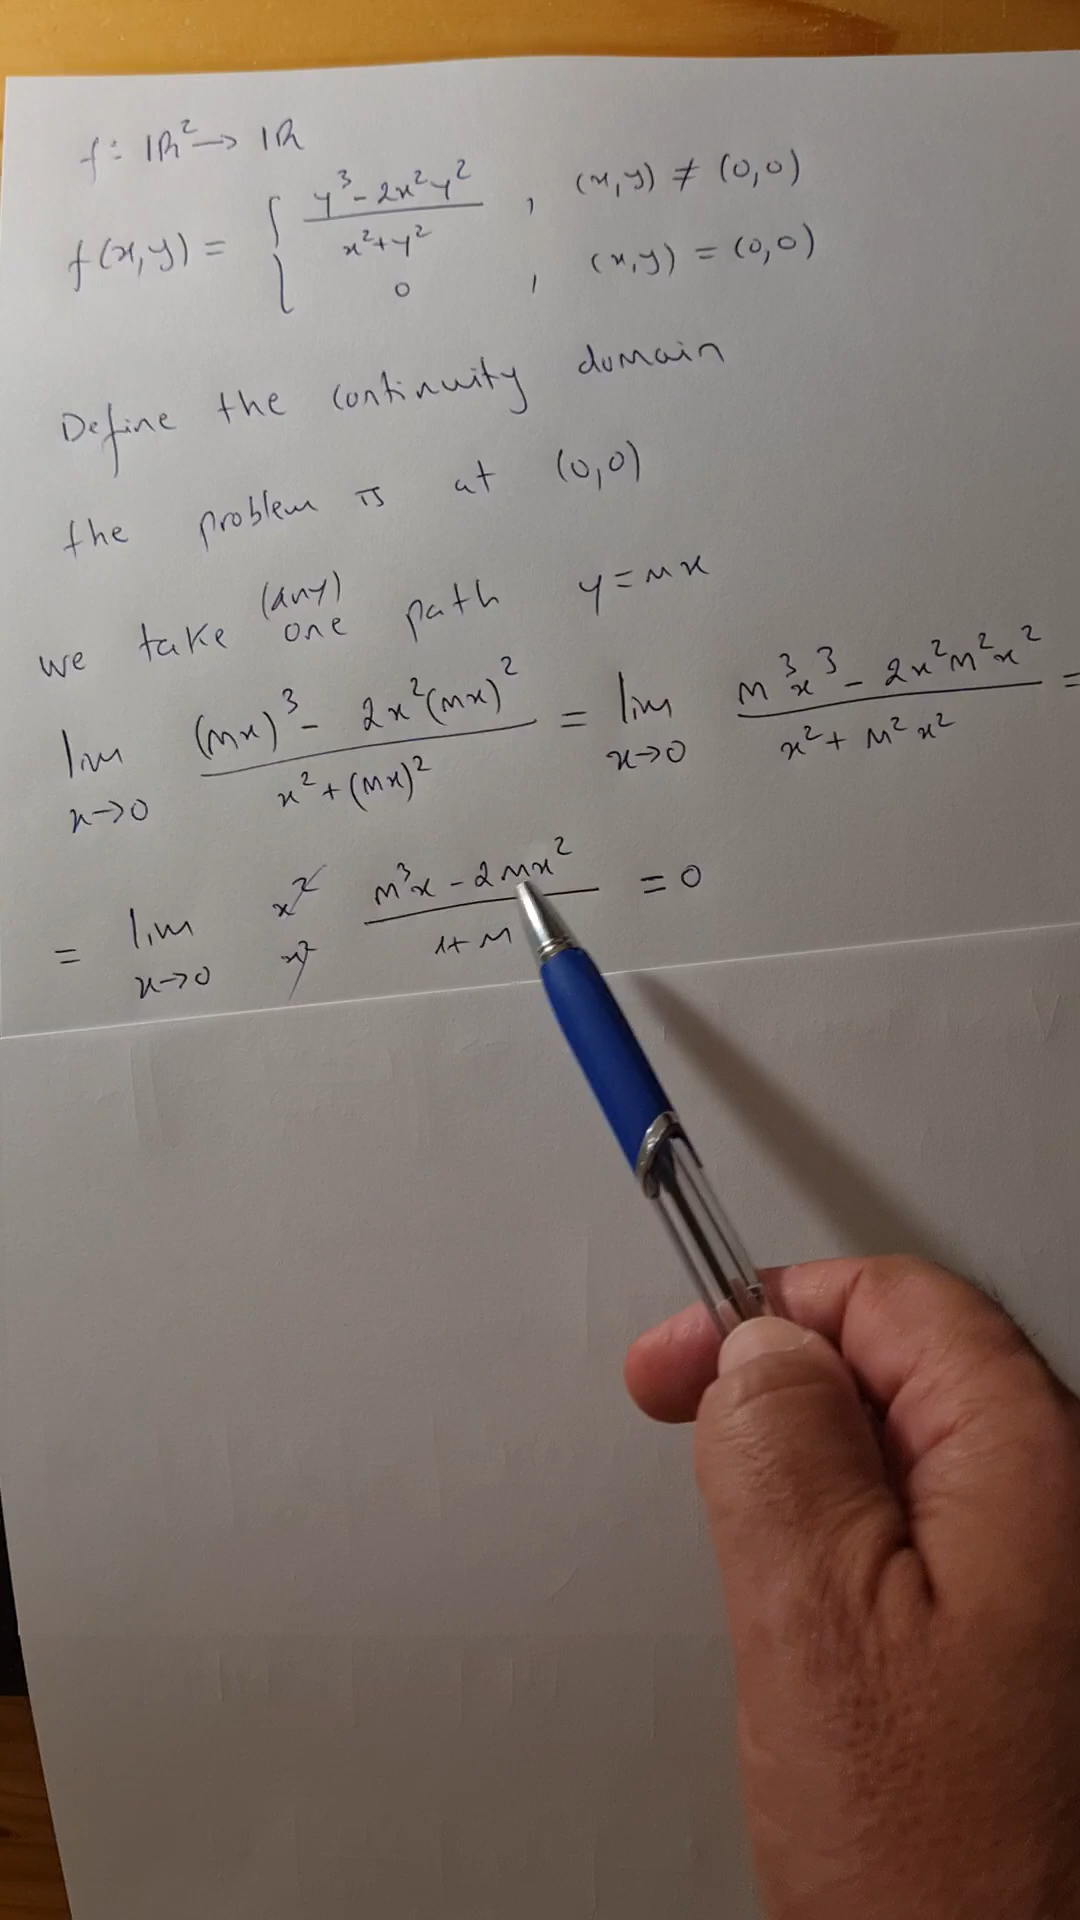 f: ℝ² → ℝ
f(x,y) = { (y³ - 2x²y²)/(x²+y²) , (x,y) ≠ (0,0)
0 , (x,y) = (0,0)
Define the continuity domain
the problem is at (0,0)
(any)
we take one path y = mx
lim x→0 ((mx)³ - 2x²(mx)²)/(x² + (mx)²) = lim x→0 (m³x³ - 2x²m²x²)/(x² + m²x²) =
= lim x→0 x²/x² (m³x - 2mx²)/(1+m = 0